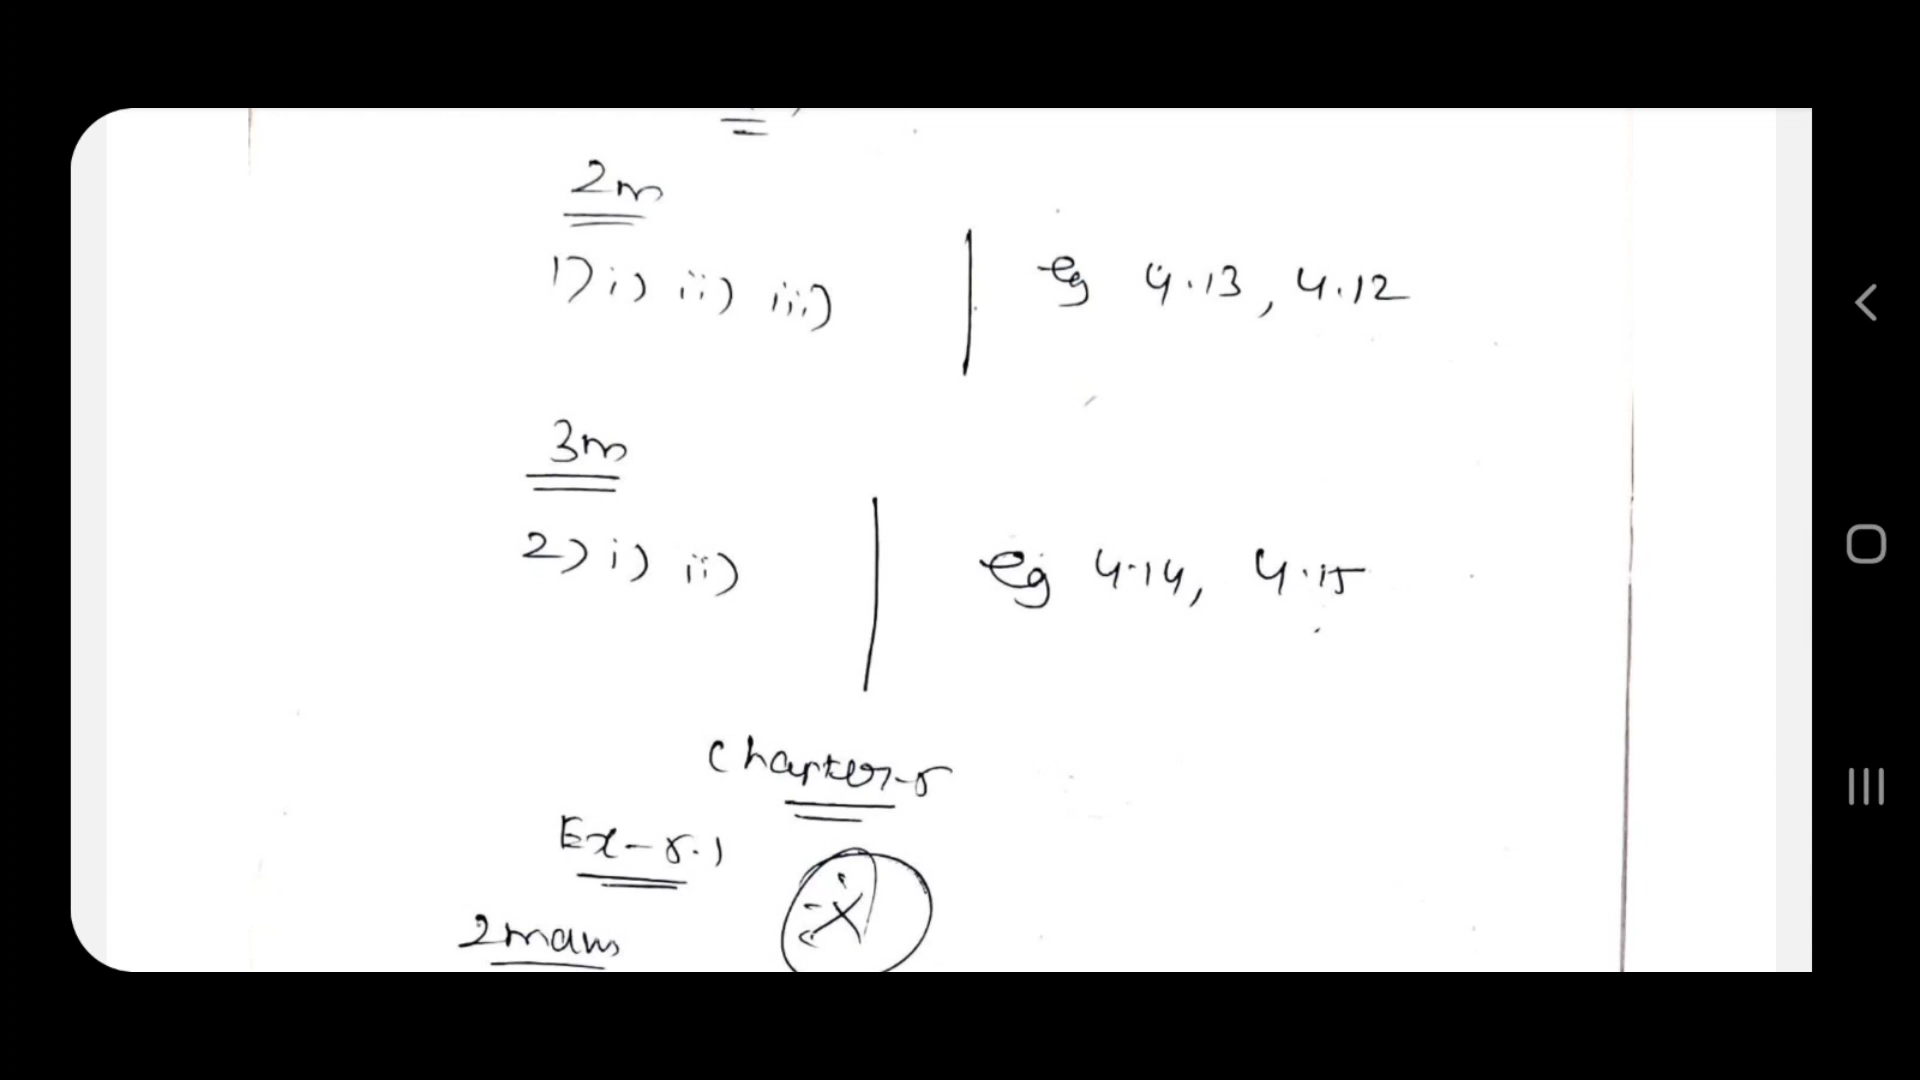 2m
1) i) ii) iii) eg 4.13, 4.12
3m
2) i) ii) eg 4.14, 4.15
Chapter-5
Ex-5.1
2